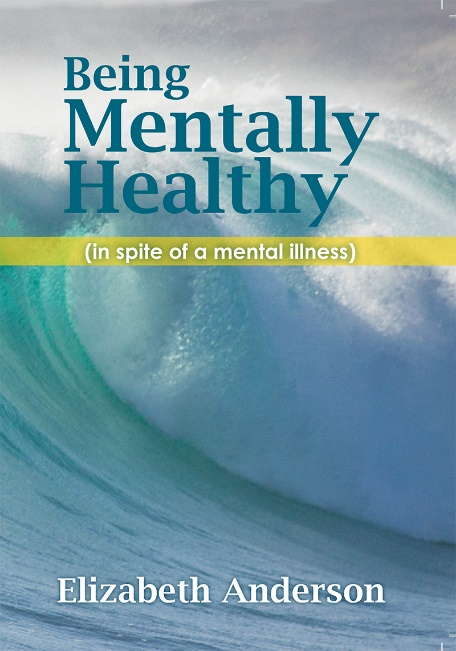 Being
Mentally
Healthy
(in spite of a mental illness)
Elizabeth Anderson